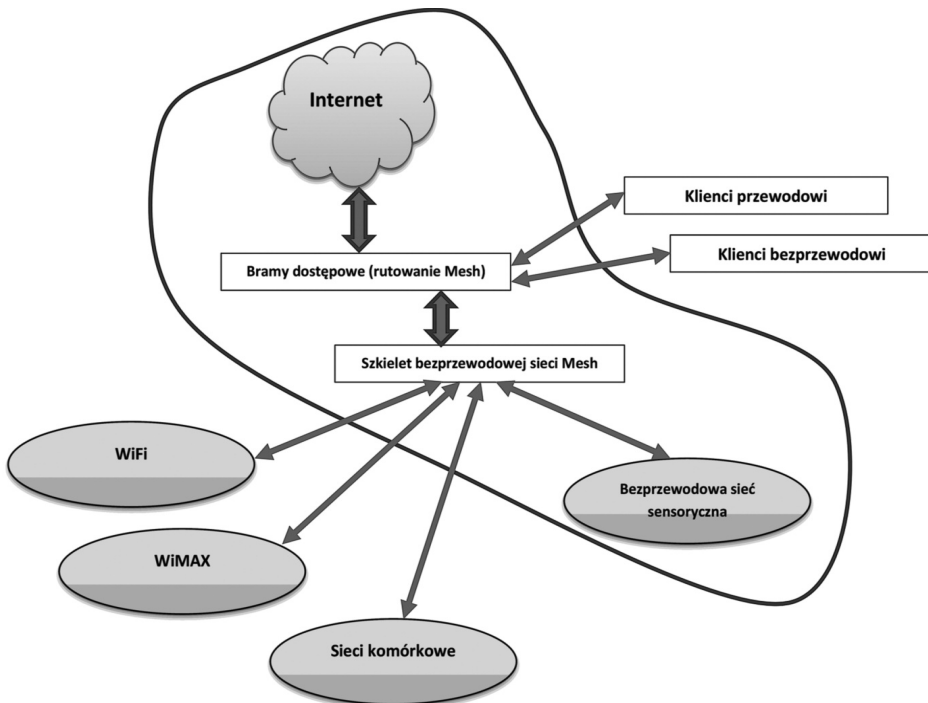 Internet
Klienci przewodowi
Klienci bezprzewodowi
Bramy dostępowe (rutowanie Mesh)
Szkielet bezprzewodowej sieci Mesh
WiFi
Bezprzewodowa sieć
sensoryczna
WiMAX
Sieci komórkowe